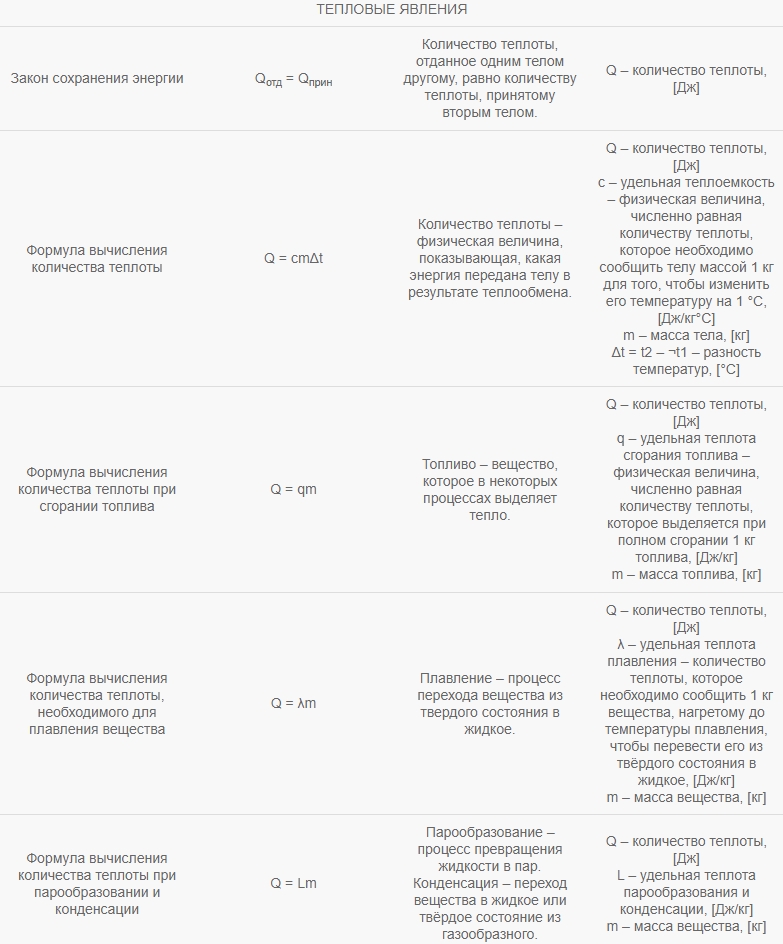 ТЕПЛОВЫЕ ЯВЛЕНИЯ
Закон сохранения энергии
Qотд = Qприн
Количество теплоты,
отданное одним телом
другому, равно количеству
теплоты, принятому
вторым телом.
Q – количество теплоты,
[Дж]
Формула вычисления
количества теплоты
Q = cmΔt
Количество теплоты –
физическая величина,
показывающая, какая
энергия передана телу в
результате теплообмена.
Q – количество теплоты,
[Дж]
c – удельная теплоемкость
– физическая величина,
численно равная
количеству теплоты,
которое необходимо
сообщить телу массой 1 кг
для того, чтобы изменить
его температуру на 1 °С,
[Дж/кг°С]
m – масса тела, [кг]
Δt = t2 – ¬t1 – разность
температур, [°С]
Формула вычисления
количества теплоты при
сгорании топлива
Q = qm
Топливо – вещество,
которое в некоторых
процессах выделяет
тепло.
Q – количество теплоты,
[Дж]
q – удельная теплота
сгорания топлива –
физическая величина,
численно равная
количеству теплоты,
которое выделяется при
полном сгорании 1 кг
топлива, [Дж/кг]
m – масса топлива, [кг]
Формула вычисления
количества теплоты,
необходимого для
плавления вещества
Q = λm
Плавление – процесс
перехода вещества из
твердого состояния в
жидкое.
Q – количество теплоты,
[Дж]
λ – удельная теплота
плавления – количество
теплоты, которое
необходимо сообщить 1 кг
вещества, нагретому до
температуры плавления,
чтобы перевести его из
твёрдого состояния в
жидкое, [Дж/кг]
m – масса вещества, [кг]
Формула вычисления
количества теплоты при
парообразовании и
конденсации
Q = Lm
Парообразование –
процесс превращения
жидкости в пар.
Конденсация – переход
вещества в жидкое или
твёрдое состояние из
газообразного.
Q – количество теплоты,
[Дж]
L – удельная теплота
парообразования и
конденсации, [Дж/кг]
m – масса вещества, [кг]